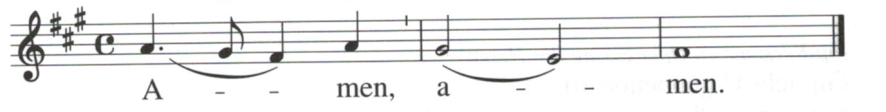 A - - men, a - - men.